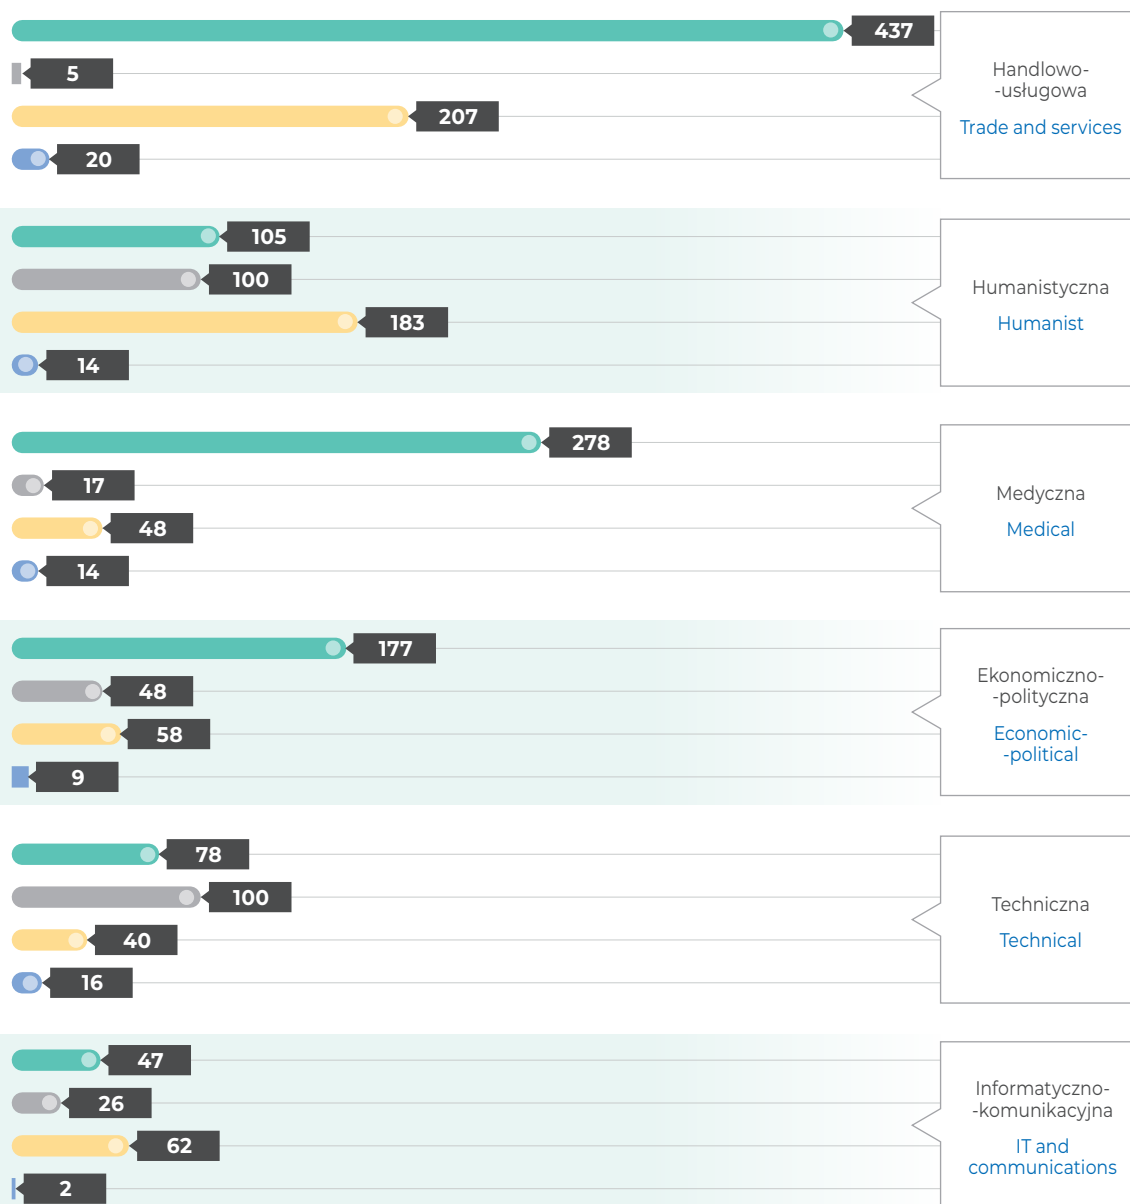 437
5
207
20
Handlowo-
-usługowa
Trade and services
105
100
183
14
Humanistyczna
Humanist
278
17
48
14
Medyczna
Medical
177
48
58
9
Ekonomiczno-
-polityczna
Economic-
-political
78
100
40
16
Techniczna
Technical
47
26
62
2
Informatyczno-
-komunikacyjna
IT and
communications